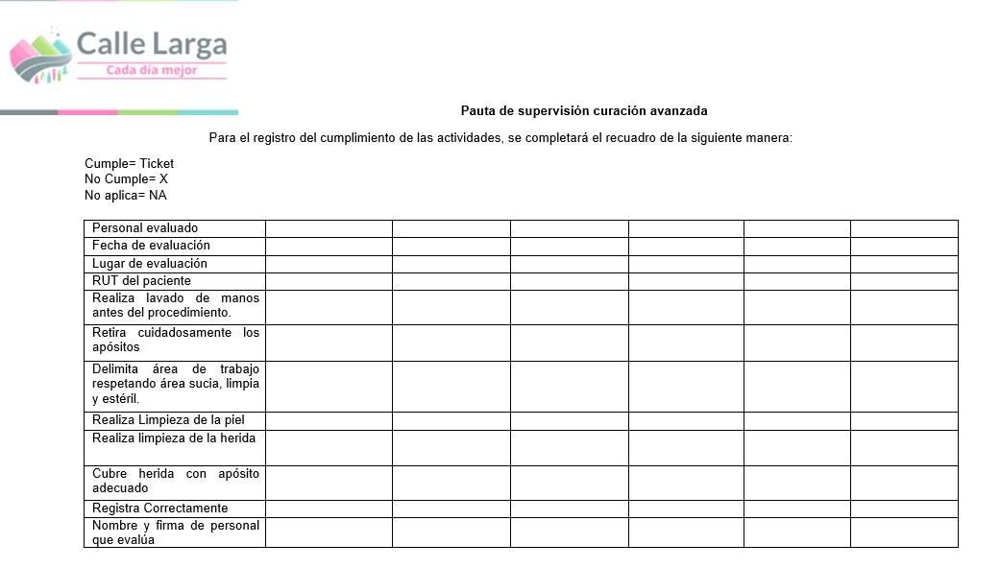 Calle Larga
Cada día mejor
Pauta de supervisión curación avanzada
Para el registro del cumplimiento de las actividades, se completará el recuadro de la siguiente manera:
Cumple= Ticket
No Cumple= X
No aplica= NA
Personal evaluado
Fecha de evaluación
Lugar de evaluación
RUT del paciente
Realiza lavado de manos
antes del procedimiento.
Retira cuidadosamente los
apósitos
Delimita área de trabajo
respetando área sucia, limpia
y estéril.
Realiza Limpieza de la piel
Realiza limpieza de la herida
Cubre herida con apósito
adecuado
Registra Correctamente
Nombre y firma de personal
que evalúa